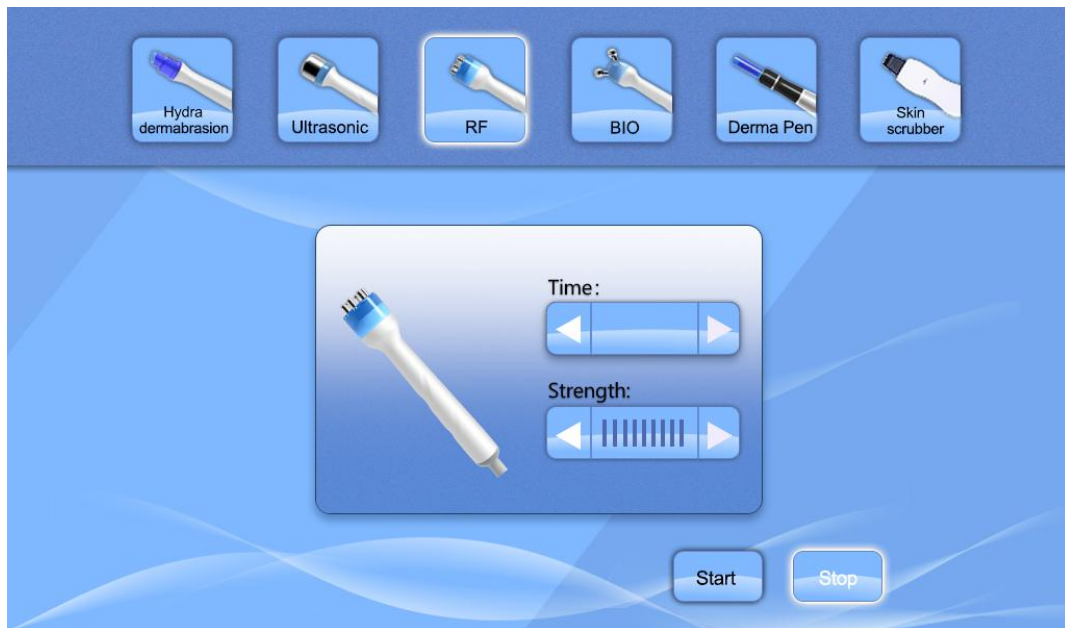 Hydra
dermabrasion
Ultrasonic
RF
BIO
Derma Pen
Skin
scrubber
Time:
Strength:
Start
Stop